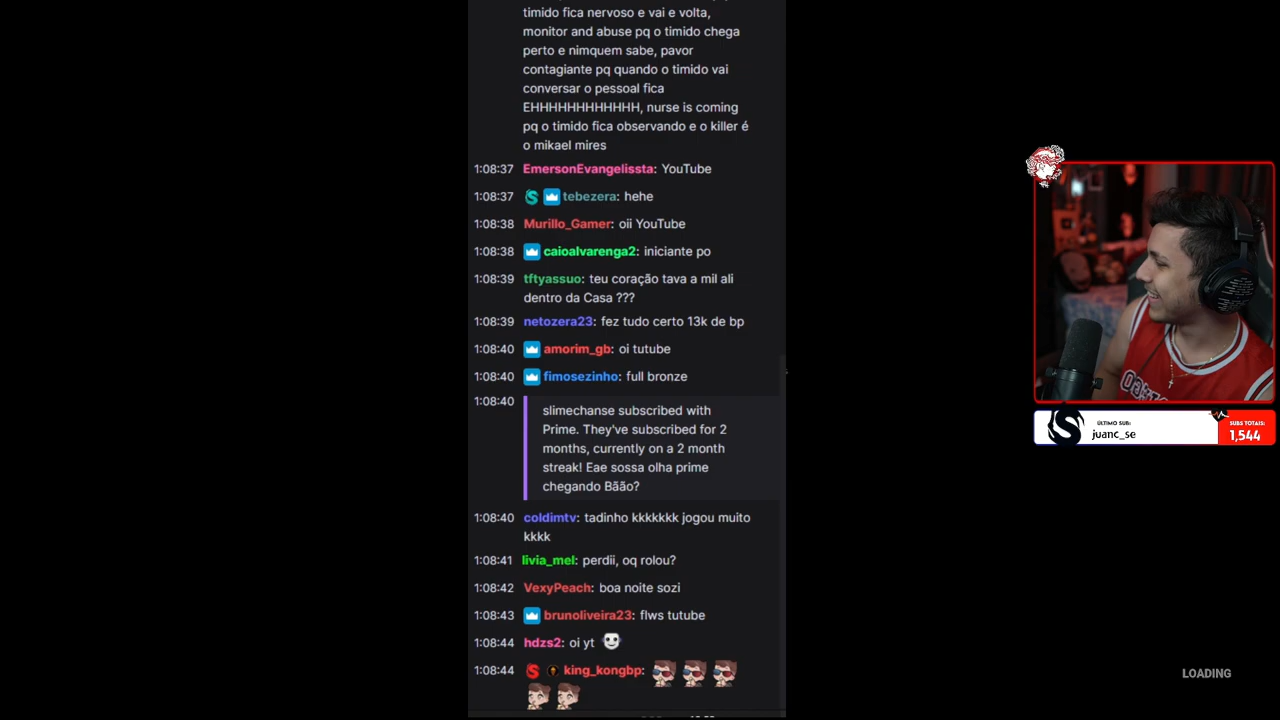 timido fica nervoso e vai e volta,
monitor and abuse pq o timido chega
perto e nimquem sabe, pavor
contagiante pq quando o timido vai
conversar o pessoal fica
EHHHHHHHHHHHH, nurse is coming
pq o timido fica observando e o killer é
o mikael mires
1:08:37 EmersonEvangelissta: YouTube
1:08:37 tebezera: hehe
1:08:38 Murillo_Gamer: oii YouTube
1:08:38 caioalvarenga2: iniciante po
1:08:39 tftyassuo: teu coração tava a mil ali
dentro da Casa ???
1:08:39 netozera23: fez tudo certo 13k de bp
1:08:40 amorim_gb: oi tutube
1:08:40 fimosezinho: full bronze
1:08:40 slimechanse subscribed with
Prime. They've subscribed for 2
months, currently on a 2 month
streak! Eae sossa olha prime
chegando Bãão?
1:08:40 coldimtv: tadinho kkkkkkk jogou muito
kkkk
1:08:41 livia_mel: perdii, oq rolou?
1:08:42 VexyPeach: boa noite sozi
1:08:43 brunoliveira23: flws tutube
1:08:44 hdzs2: oi yt
1:08:44 king_kongbp:
ÚLTIMO SUB:
juanc_se
SUBS TOTAIS:
1,544
LOADING